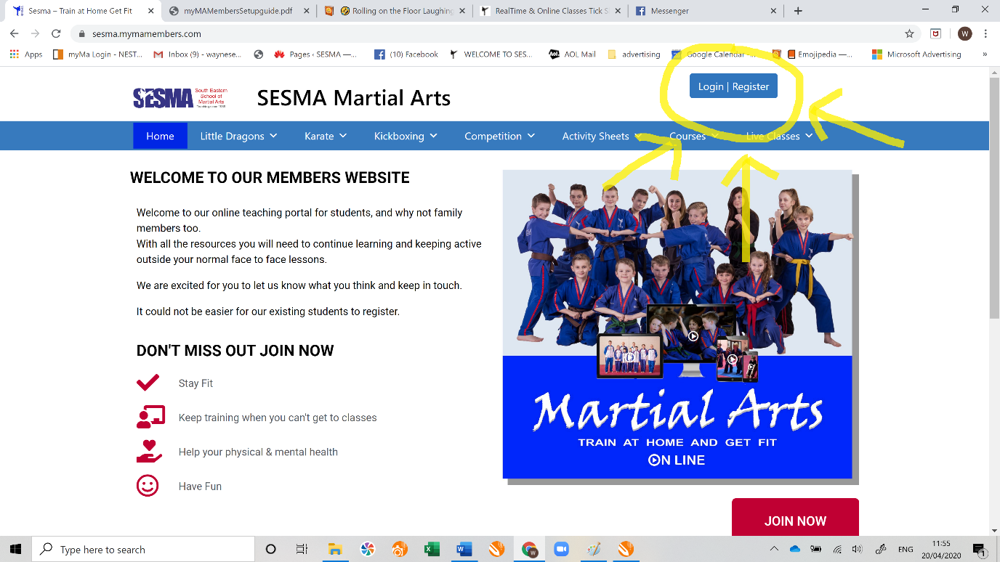 Sesma – Train at Home Get Fit
myMAMembersSetupguide.pdf
Rolling on the Floor Laughing
RealTime & Online Classes Tick S
Messenger
sesma.mymamembers.com
W
Apps
myMa Login - NEST...
Inbox (9) - waynese...
Pages ‹ SESMA —...
(10) Facebook
WELCOME TO SES...
Aol.
AOL Mail
advertising
Google Calendar -...
Emojipedia —...
Microsoft Advertising
»
SESMA
South Eastern
School of
Martial Arts
SESMA Martial Arts
Login | Register
Home
Little Dragons
Karate
Kickboxing
Competition
Activity Sheets
Courses
Live Classes
WELCOME TO OUR MEMBERS WEBSITE
Welcome to our online teaching portal for students, and why not family
members too.
With all the resources you will need to continue learning and keeping active
outside your normal face to face lessons.
We are excited for you to let us know what you think and keep in touch.
It could not be easier for our existing students to register.
DON'T MISS OUT JOIN NOW
Stay Fit
Keep training when you can't get to classes
Help your physical & mental health
Have Fun
Martial Arts
TRAIN AT HOME AND GET FIT
ON LINE
JOIN NOW
Type here to search
ENG
11:55
20/04/2020
1